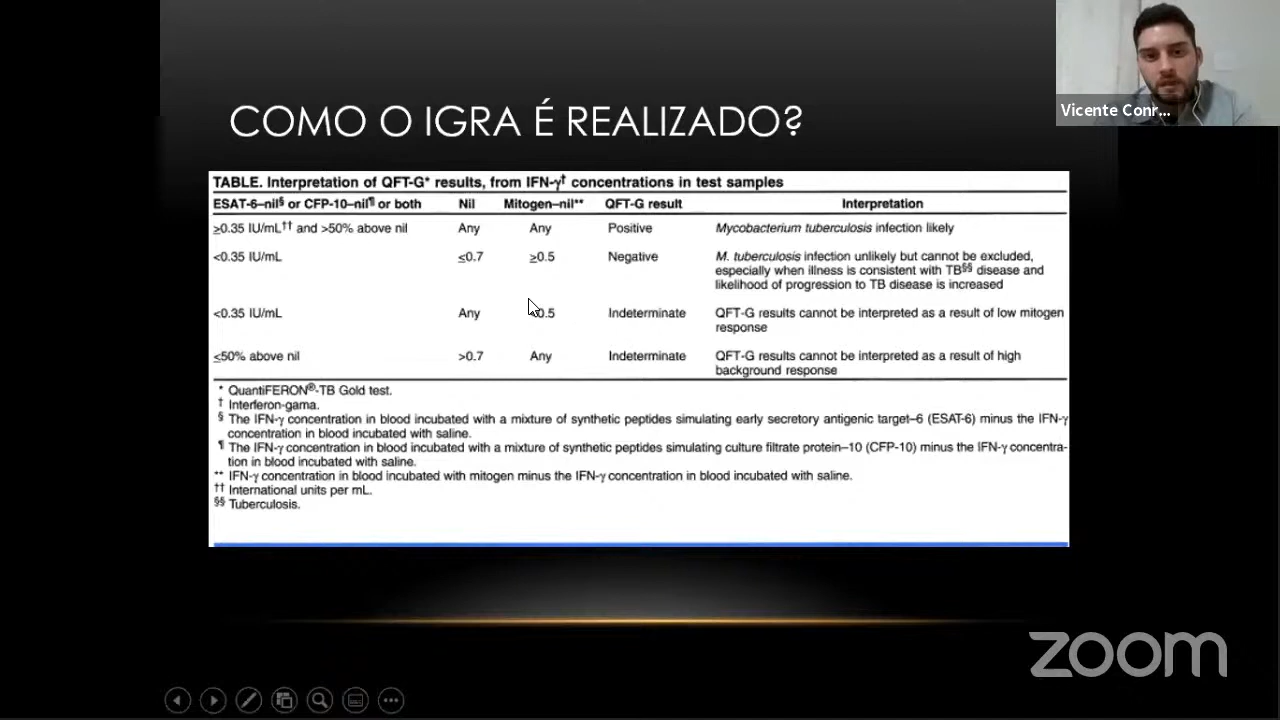 COMO O IGRA É REALIZADO?
Vicente Conr...
TABLE. Interpretation of QFT-G* results, from IFN-γ† concentrations in test samples
ESAT-6–nil§ or CFP-10–nil¶ or both Nil Mitogen–nil** QFT-G result Interpretation
≥0.35 IU/mL†† and >50% above nil Any Any Positive Mycobacterium tuberculosis infection likely
<0.35 IU/mL ≤0.7 ≥0.5 Negative M. tuberculosis infection unlikely but cannot be excluded,
especially when illness is consistent with TB§§ disease and
likelihood of progression to TB disease is increased
<0.35 IU/mL Any 0.5 Indeterminate QFT-G results cannot be interpreted as a result of low mitogen
response
≤50% above nil >0.7 Any Indeterminate QFT-G results cannot be interpreted as a result of high
background response
* QuantiFERON®-TB Gold test.
† Interferon-gama.
§ The IFN-γ concentration in blood incubated with a mixture of synthetic peptides simulating early secretory antigenic target–6 (ESAT-6) minus the IFN-γ
concentration in blood incubated with saline.
¶ The IFN-γ concentration in blood incubated with a mixture of synthetic peptides simulating culture filtrate protein–10 (CFP-10) minus the IFN-γ concentra-
tion in blood incubated with saline.
** IFN-γ concentration in blood incubated with mitogen minus the IFN-γ concentration in blood incubated with saline.
†† International units per mL.
§§ Tuberculosis.
zoom